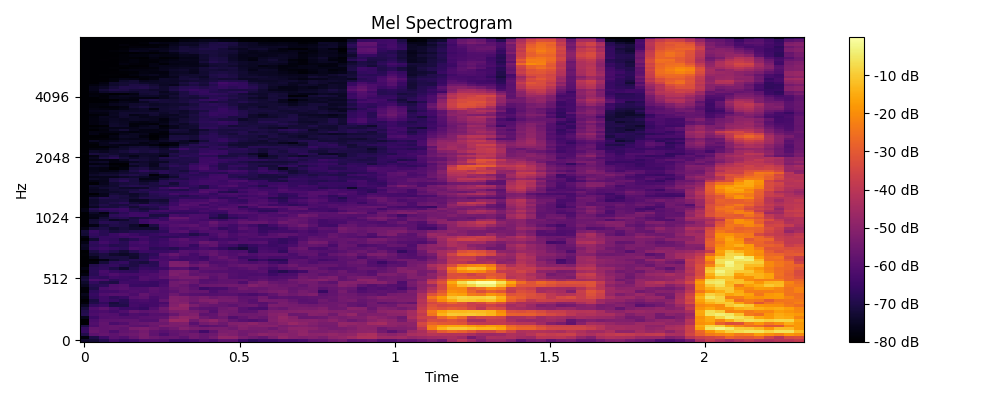 Mel Spectrogram
Hz
4096
2048
1024
512
0
0
0.5
1
1.5
2
Time
-10 dB
-20 dB
-30 dB
-40 dB
-50 dB
-60 dB
-70 dB
-80 dB